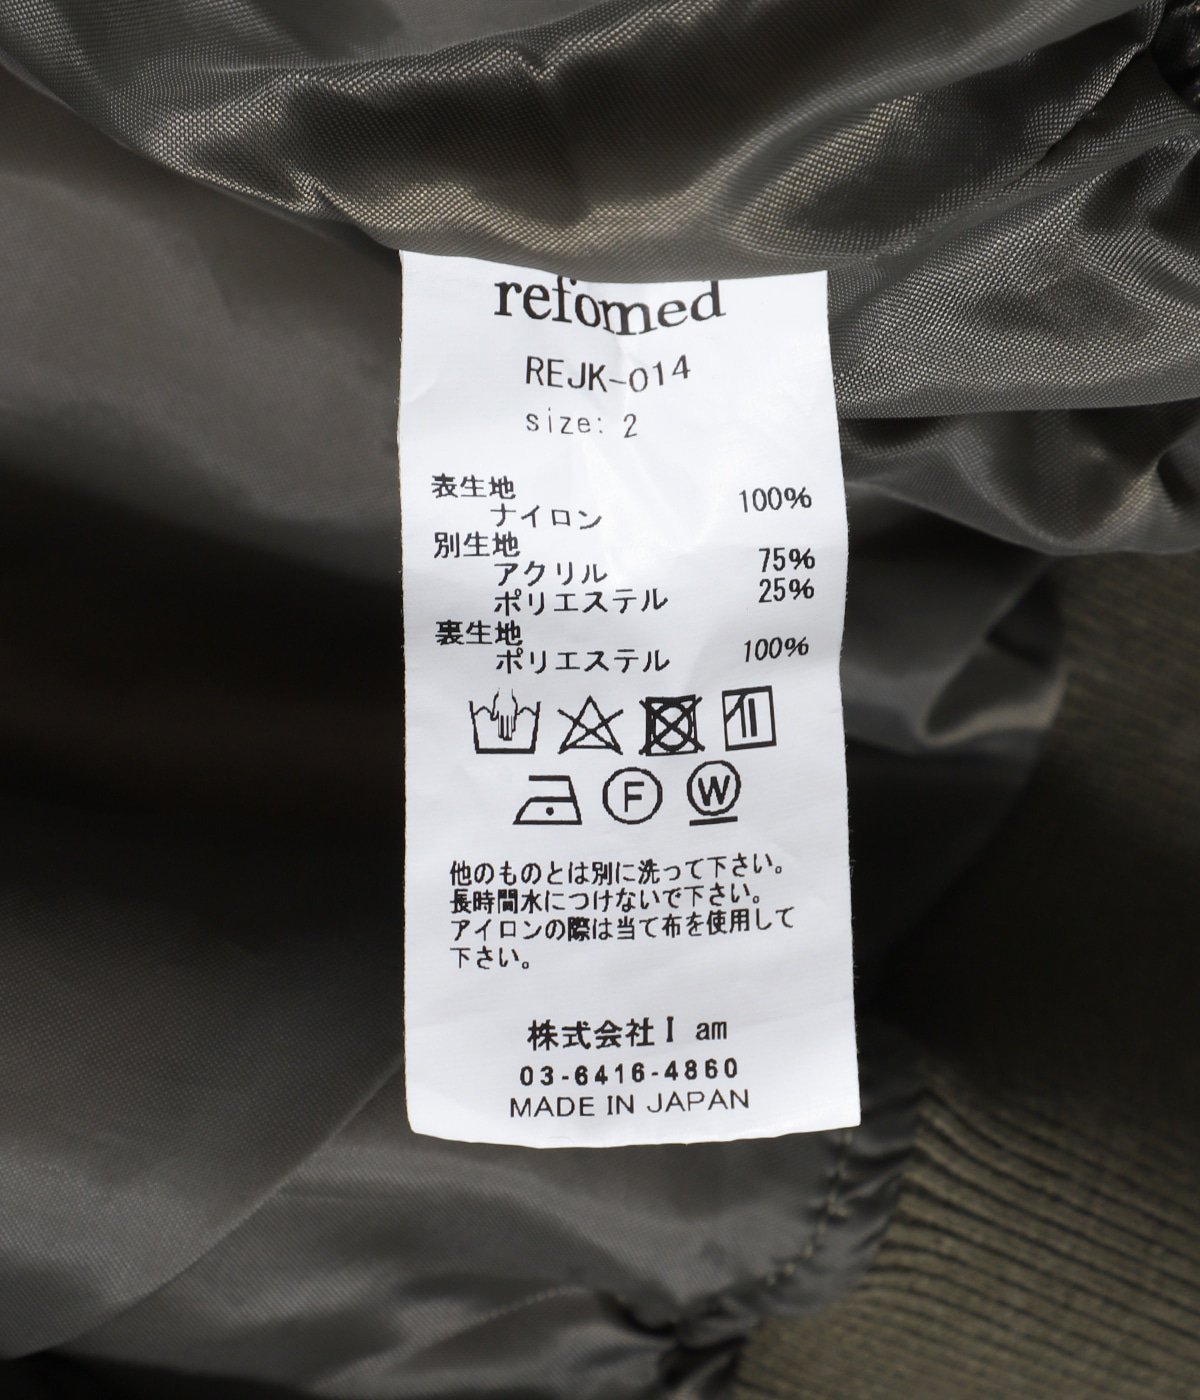 refomed
REJK-014
size: 2
表生地
ナイロン 100%
別生地
アクリル 75%
ポリエステル 25%
裏生地
ポリエステル 100%
F W
他のものとは別に洗って下さい。
長時間水につけないで下さい。
アイロンの際は当て布を使用して
下さい。
株式会社I am
03-6416-4860
MADE IN JAPAN